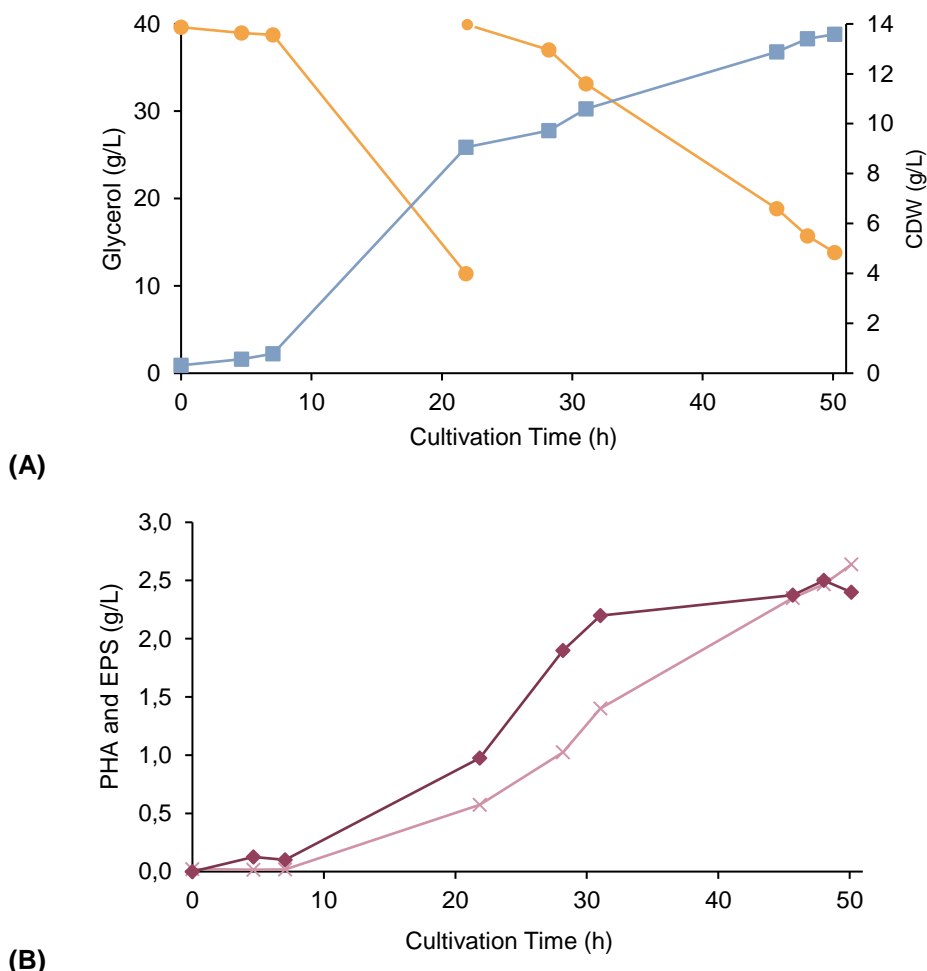 40
30
20
10
0
Glycerol (g/L)
14
12
10
8
6
4
2
0
CDW (g/L)
0 10 20 30 40 50
Cultivation Time (h)
(A)
3,0
2,5
2,0
1,5
1,0
0,5
0,0
PHA and EPS (g/L)
0 10 20 30 40 50
Cultivation Time (h)
(B)